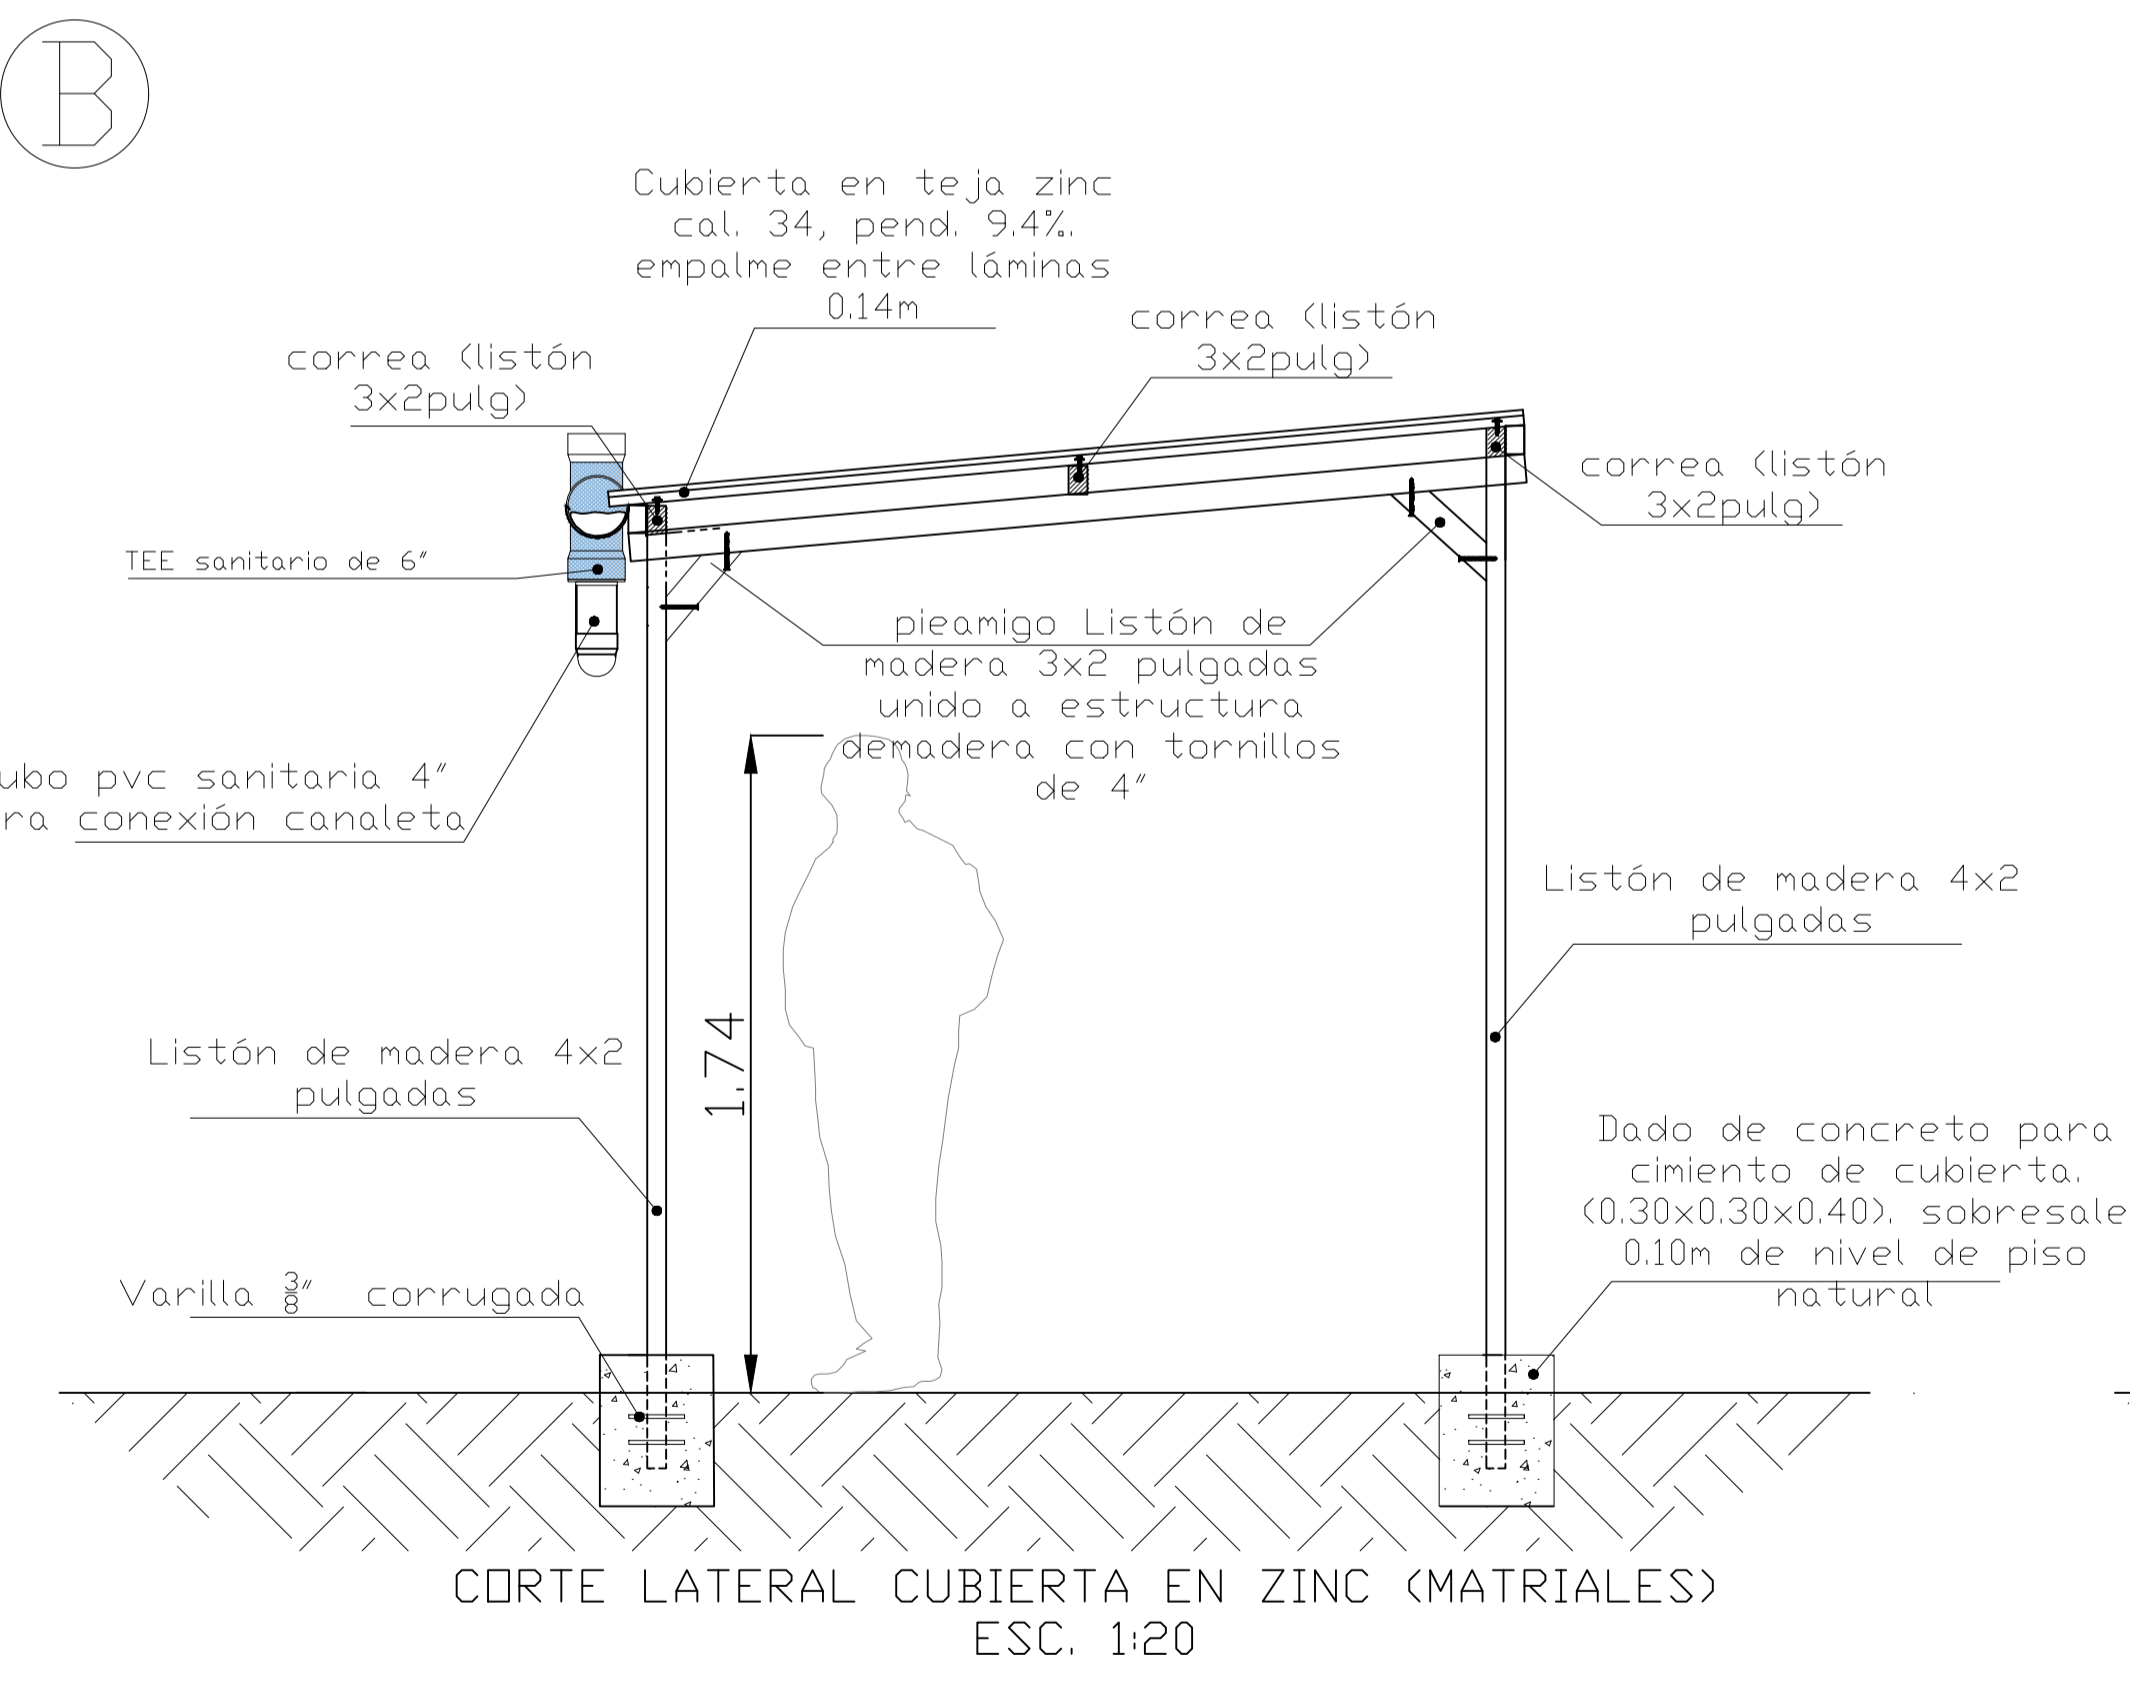 B
Cubierta en teja zinc
cal. 34, pend. 9.4%.
empalme entre láminas
0.14m
correa (listón
3x2pulg)
correa (listón
3x2pulg)
correa (listón
3x2pulg)
TEE sanitario de 6"
pieamigo Listón de
madera 3x2 pulgadas
unido a estructura
demadera con tornillos
de 4"
ubo pvc sanitaria 4"
ra conexión canaleta
Listón de madera 4x2
pulgadas
1.74
Listón de madera 4x2
pulgadas
Dado de concreto para
cimiento de cubierta.
(0.30x0.30x0.40). sobresale
0.10m de nivel de piso
natural
Varilla 3/8" corrugada
CORTE LATERAL CUBIERTA EN ZINC (MATRIALES)
ESC. 1:20